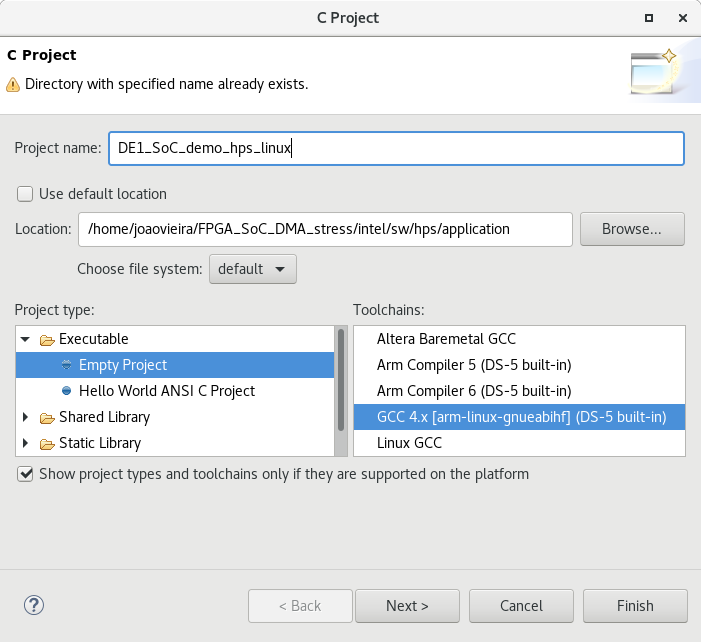 C Project
C Project
Directory with specified name already exists.
Project name: DE1_SoC_demo_hps_linux
Use default location
Location: /home/joaovieira/FPGA_SoC_DMA_stress/intel/sw/hps/application Browse...
Choose file system: default
Project type: Toolchains:
Executable Altera Baremetal GCC
Empty Project Arm Compiler 5 (DS-5 built-in)
Hello World ANSI C Project Arm Compiler 6 (DS-5 built-in)
Shared Library GCC 4.x [arm-linux-gnueabihf] (DS-5 built-in)
Static Library Linux GCC
Show project types and toolchains only if they are supported on the platform
? < Back Next > Cancel Finish